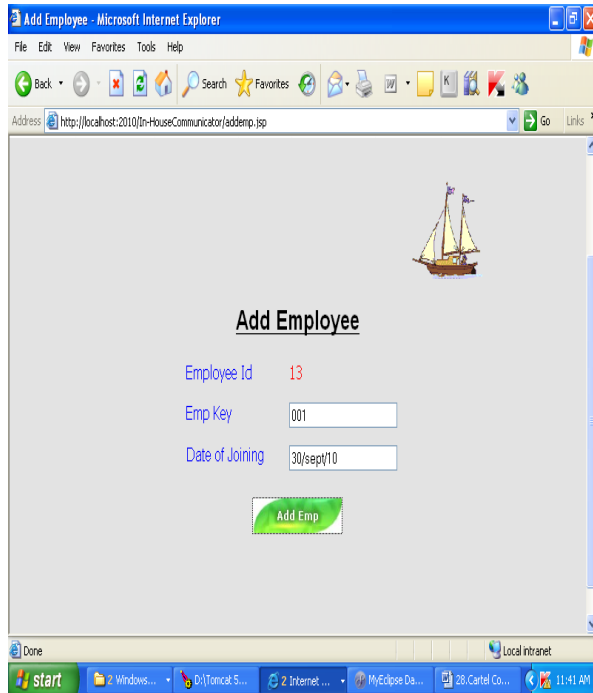 Add Employee - Microsoft Internet Explorer
File Edit View Favorites Tools Help
Back Search Favorites
Address http://localhost:2010/In-HouseCommunicator/addemp.jsp Go Links
Add Employee
Employee Id 13
Emp Key 001
Date of Joining 30/sept/10
Add Emp
Done Local intranet
start 2 Windows... D:\Tomcat 5... 2 Internet ... MyEclipse Da... 28.Cartel Co... 11:41 AM